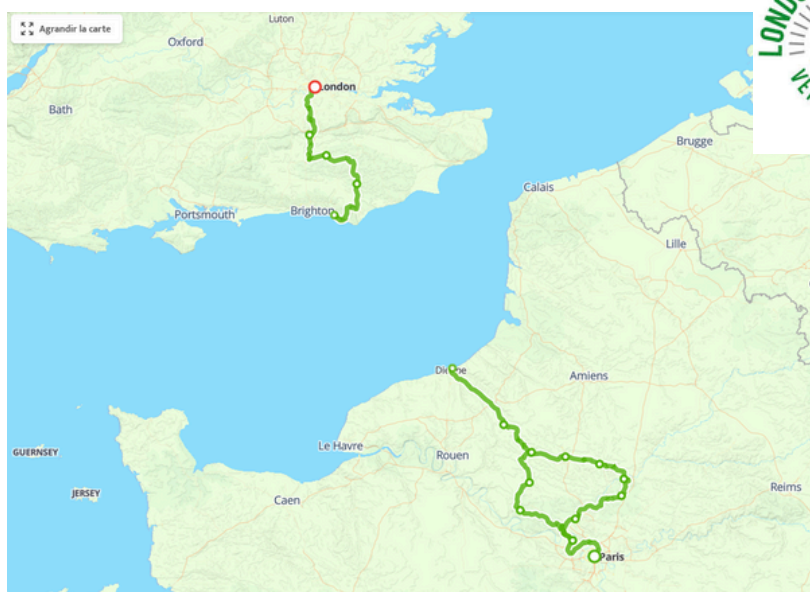 Agrandir la carte
Luton
Oxford
London
Bath
Brugge
Calais
Portsmouth
Brighton
Lille
Amiens
Le Havre
Rouen
GUERNSEY
JERSEY
Caen
Reims
Paris